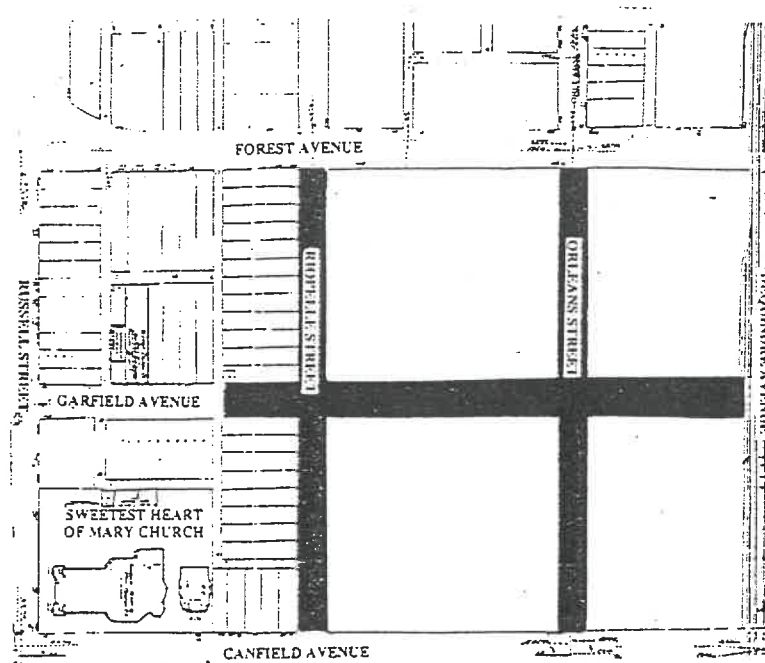 FOREST AVENUE
RUSSELL STREET
RIOPELLE STREET
ORLEANS STREET
GARFIELD AVENUE
SWEETEST HEART
OF MARY CHURCH
CANFIELD AVENUE